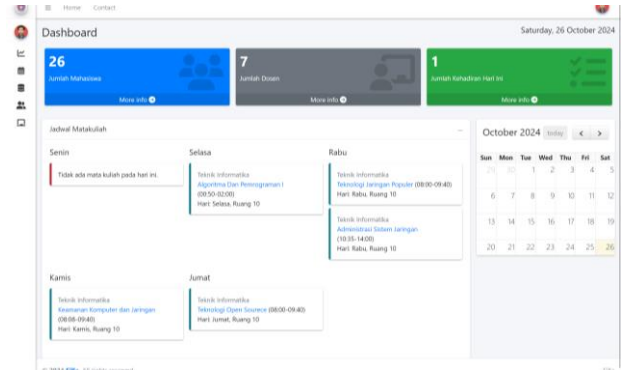 Home Contact
Dashboard
Saturday, 26 October 2024
26
Jumlah Mahasiswa
More info
7
Jumlah Dosen
More info
1
Jumlah Kehadiran Hari Ini
More info
Jadwal Matakuliah
Senin
Tidak ada mata kuliah pada hari ini.
Selasa
Teknik Informatika
Algoritma Dan Pemrograman I
(00:50-02:00)
Hari: Selasa, Ruang 10
Rabu
Teknik Informatika
Teknologi Jaringan Populer (08:00-09:40)
Hari: Rabu, Ruang 10
Teknik Informatika
Administrasi Sistem Jaringan
(10:35-14:00)
Hari: Rabu, Ruang 10
Kamis
Teknik Informatika
Keamanan Komputer dan Jaringan
(08:08-09:40)
Hari: Kamis, Ruang 10
Jumat
Teknik Informatika
Teknologi Open Sourece (08:00-09:40)
Hari: Jumat, Ruang 10
October 2024 today
Sun Mon Tue Wed Thu Fri Sat
29 30 1 2 3 4 5
6 7 8 9 10 11 12
13 14 15 16 17 18 19
20 21 22 23 24 25 26